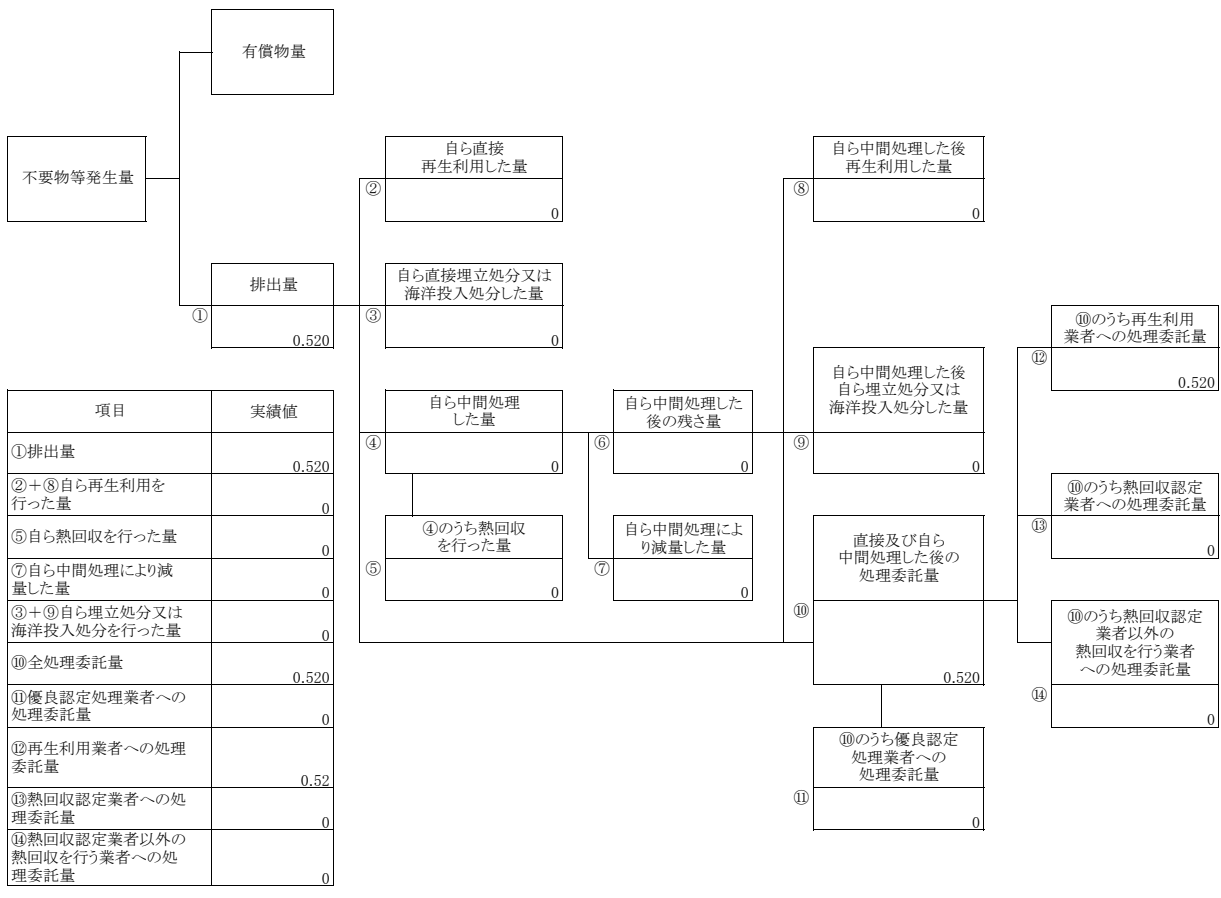 有償物量
不要物等発生量
排出量
①
0.520
自ら直接
再生利用した量
②
0
自ら直接埋立処分又は
海洋投入処分した量
③
0
自ら中間処理
した量
④
0
④のうち熱回収
を行った量
⑤
0
自ら中間処理した
後の残さ量
⑥
0
自ら中間処理によ
り減量した量
⑦
0
自ら中間処理した後
再生利用した量
⑧
0
自ら中間処理した後
自ら埋立処分又は
海洋投入処分した量
⑨
0
直接及び自ら
中間処理した後の
処理委託量
⑩
0.520
⑩のうち優良認定
処理業者への
処理委託量
⑪
0
⑩のうち再生利用
業者への処理委託量
⑫
0.520
⑩のうち熱回収認定
業者への処理委託量
⑬
0
⑩のうち熱回収認定
業者以外の
熱回収を行う業者
への処理委託量
⑭
0
項目 実績値
①排出量
0.520
②＋⑧自ら再生利用を
行った量
0
⑤自ら熱回収を行った量
0
⑦自ら中間処理により減
量した量
0
③＋⑨自ら埋立処分又は
海洋投入処分を行った量
0
⑩全処理委託量
0.520
⑪優良認定処理業者への
処理委託量
0
⑫再生利用業者への処理
委託量
0.52
⑬熱回収認定業者への処
理委託量
0
⑭熱回収認定業者以外の
熱回収を行う業者への処
理委託量
0